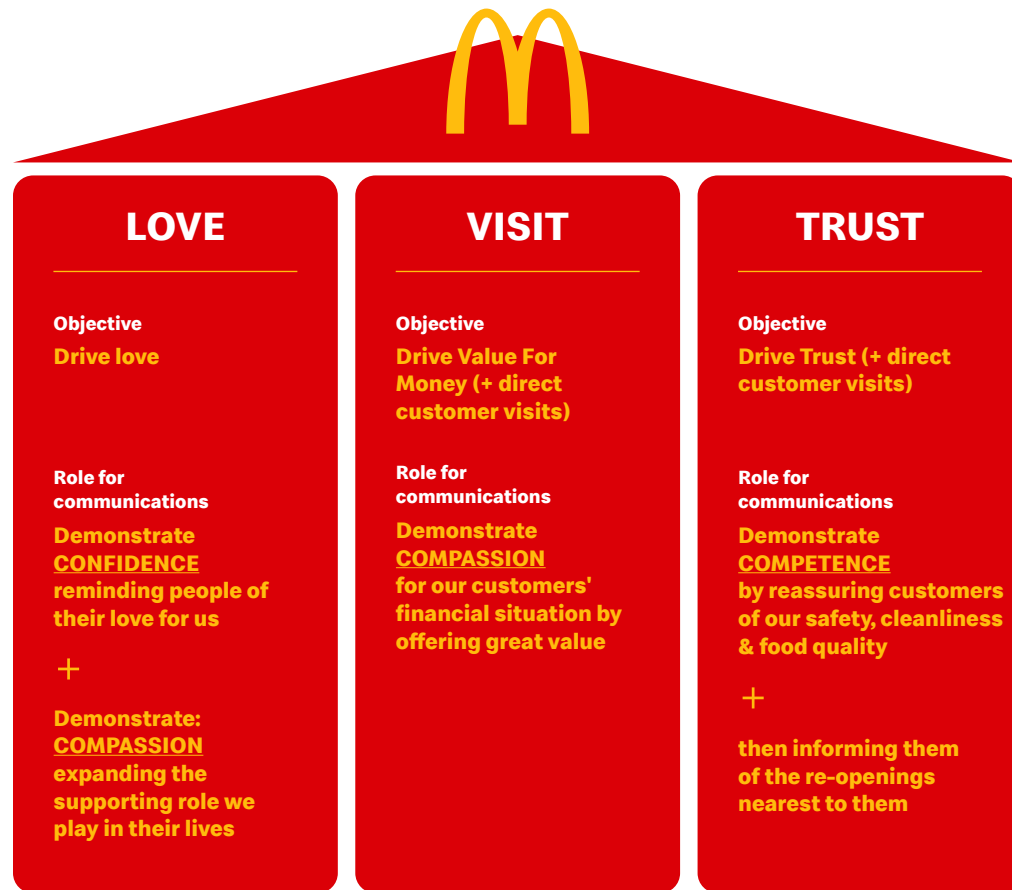 LOVE
Objective
Drive love
Role for
communications
Demonstrate
CONFIDENCE
reminding people of
their love for us
+
Demonstrate:
COMPASSION
expanding the
supporting role we
play in their lives
VISIT
Objective
Drive Value For
Money (+ direct
customer visits)
Role for
communications
Demonstrate
COMPASSION
for our customers'
financial situation by
offering great value
TRUST
Objective
Drive Trust (+ direct
customer visits)
Role for
communications
Demonstrate
COMPETENCE
by reassuring customers
of our safety, cleanliness
& food quality
+
then informing them
of the re-openings
nearest to them